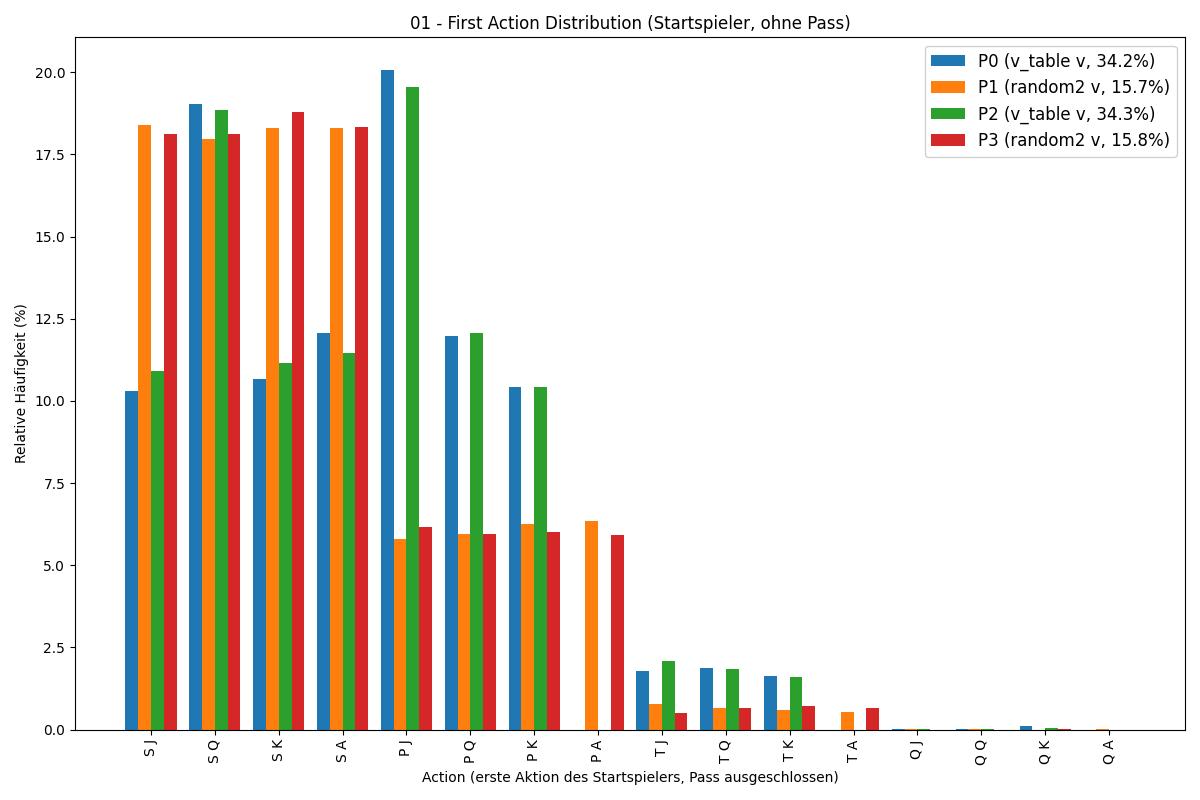 01 - First Action Distribution (Startspieler, ohne Pass)
P0 (v_table v, 34.2%)
P1 (random2 v, 15.7%)
P2 (v_table v, 34.3%)
P3 (random2 v, 15.8%)
Relative Häufigkeit (%)
20.0
17.5
15.0
12.5
10.0
7.5
5.0
2.5
0.0
S J
S Q
S K
S A
P J
P Q
P K
P A
T J
T Q
T K
T A
Q J
Q Q
Q K
Q A
Action (erste Aktion des Startspielers, Pass ausgeschlossen)